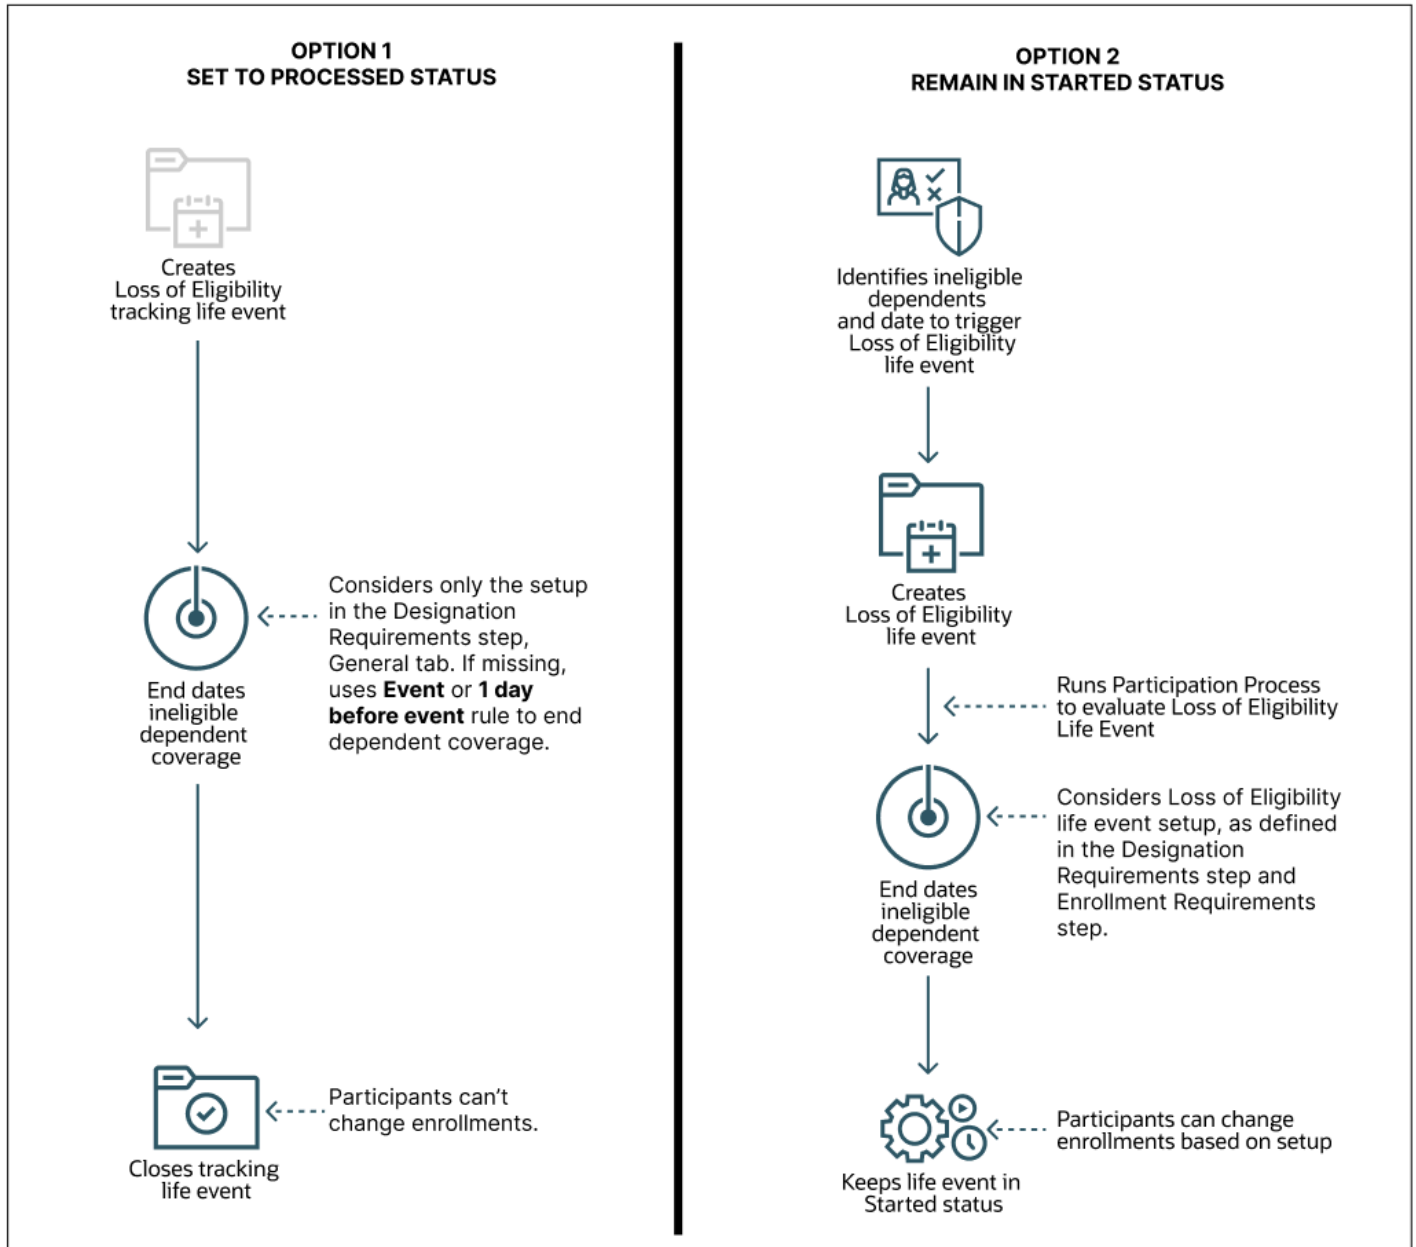 OPTION 1
SET TO PROCESSED STATUS
Creates
Loss of Eligibility
tracking life event
End dates
ineligible
dependent
coverage
Considers only the setup
in the Designation
Requirements step,
General tab. If missing,
uses Event or 1 day
before event rule to end
dependent coverage.
Closes tracking
life event
Participants can't
change enrollments.
OPTION 2
REMAIN IN STARTED STATUS
Identifies ineligible
dependents
and date to trigger
Loss of Eligibility
life event
Creates
Loss of Eligibility
life event
Runs Participation Process
to evaluate Loss of Eligibility
Life Event
End dates
ineligible
dependent
coverage
Considers Loss of Eligibility
life event setup, as defined
in the Designation
Requirements step and
Enrollment Requirements
step.
Keeps life event in
Started status
Participants can change
enrollments based on setup